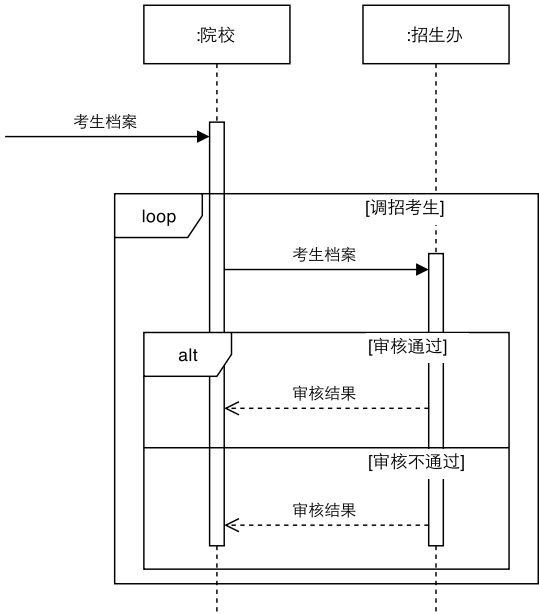 :院校
:招生办
考生档案
[调招考生]
loop
考生档案
[审核通过]
alt
审核结果
[审核不通过]
审核结果